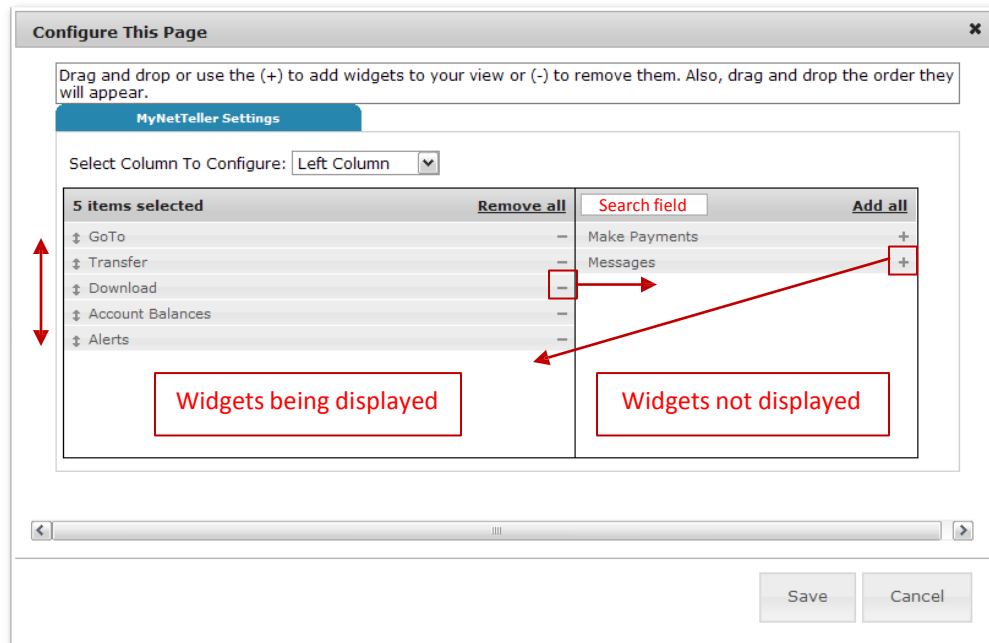 Configure This Page
Drag and drop or use the (+) to add widgets to your view or (-) to remove them. Also, drag and drop the order they
will appear.
MyNetTeller Settings
Select Column To Configure: Left Column
5 items selected Remove all Search field Add all
GoTo − Make Payments +
Transfer − Messages +
Download −
Account Balances −
Alerts −
Widgets being displayed Widgets not displayed
Save Cancel